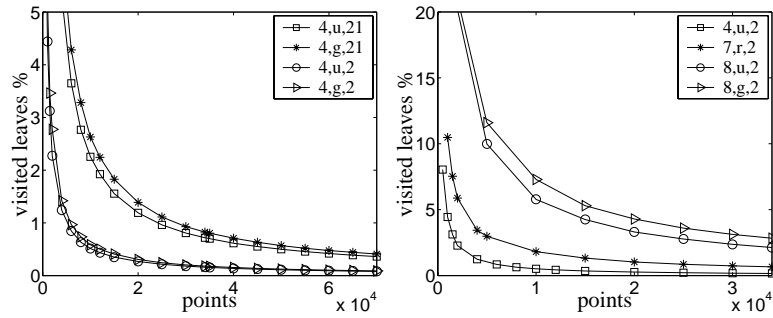 5
4
3
2
1
0
visited leaves %
4,u,21
4,g,21
4,u,2
4,g,2
0
2
4
6
points
x 10^4
20
15
10
5
0
visited leaves %
4,u,2
7,r,2
8,u,2
8,g,2
0
1
2
3
points
x 10^4